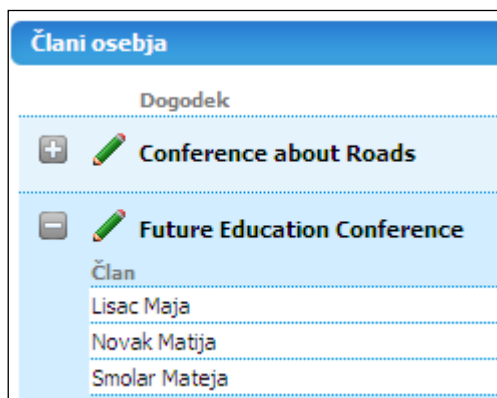 Člani osebja
Dogodek
Conference about Roads
Future Education Conference
Član
Lisac Maja
Novak Matija
Smolar Mateja